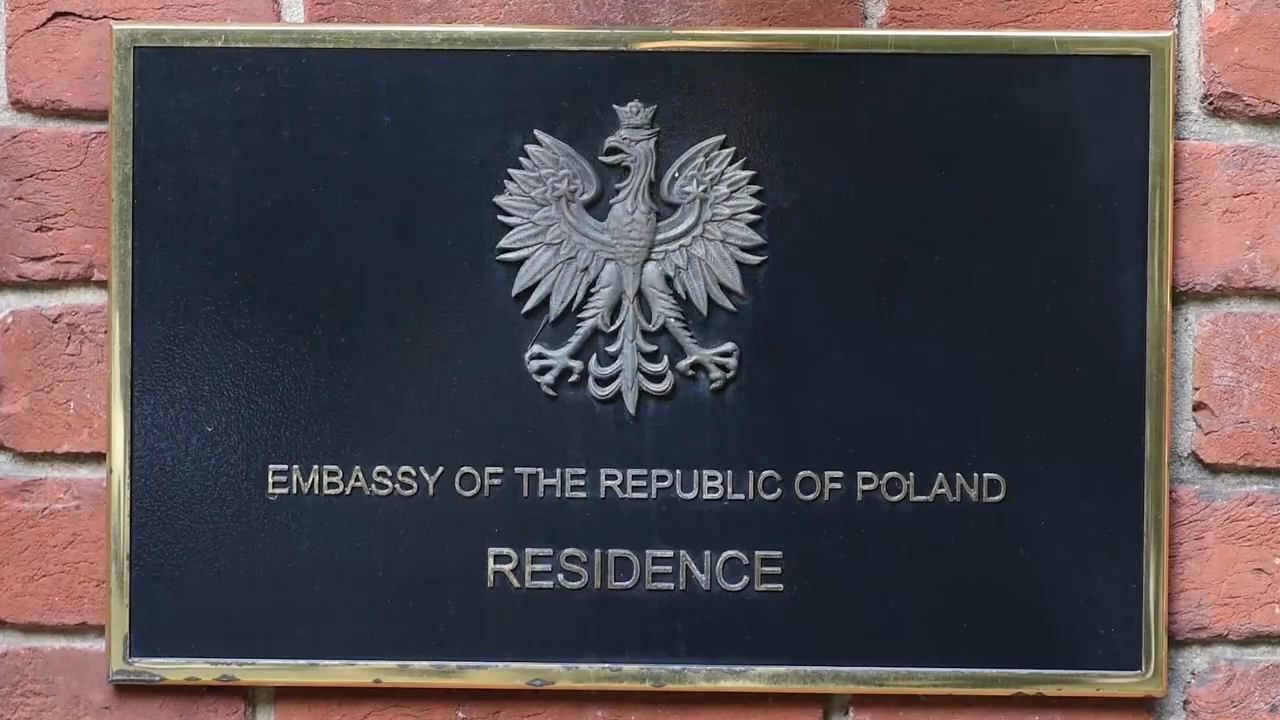 EMBASSY OF THE REPUBLIC OF POLAND
RESIDENCE